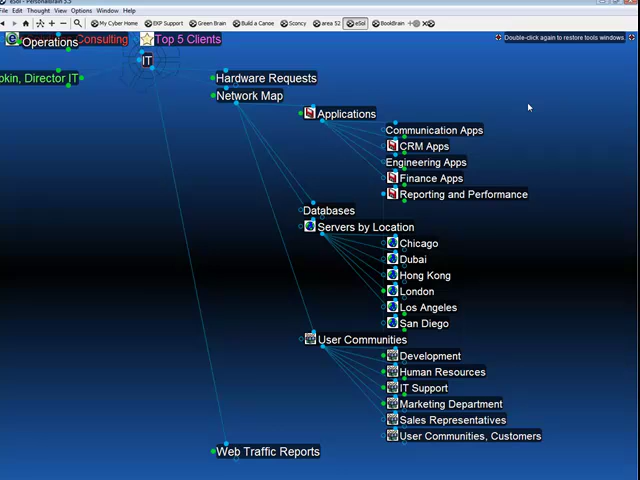 eSol - PersonalBrain 5.5
File Edit Thought View Options Window Help
My Cyber Home EKP Support Green Brain Build a Canoe Sconcy area 52 eSol BookBrain
Operations Consulting Top 5 Clients
Double-click again to restore tools windows
IT
pkin, Director IT
Hardware Requests
Network Map
Applications
Communication Apps
CRM Apps
Engineering Apps
Finance Apps
Reporting and Performance
Databases
Servers by Location
Chicago
Dubai
Hong Kong
London
Los Angeles
San Diego
User Communities
Development
Human Resources
IT Support
Marketing Department
Sales Representatives
User Communities, Customers
Web Traffic Reports